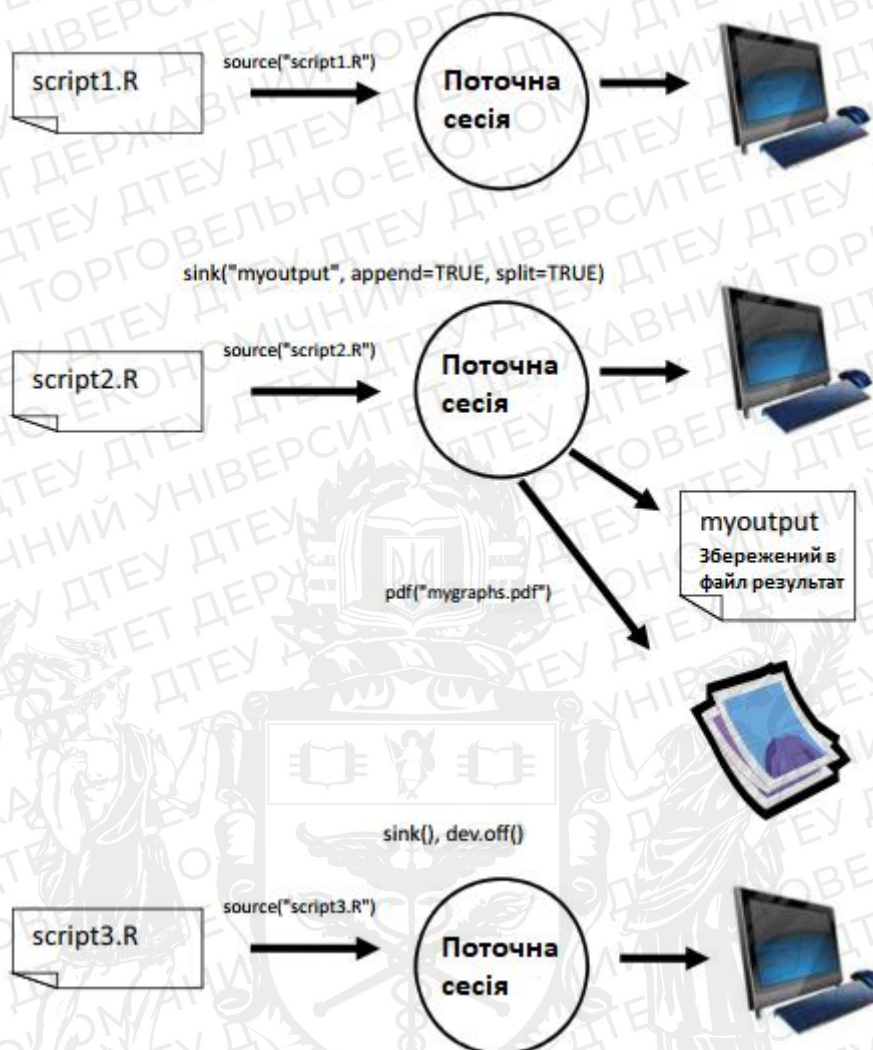 source("script1.R")
script1.R
Поточна
сесія
sink("myoutput", append=TRUE, split=TRUE)
source("script2.R")
script2.R
Поточна
сесія
myoutput
Збережений в
файл результат
pdf("mygraphs.pdf")
sink(), dev.off()
source("script3.R")
script3.R
Поточна
сесія